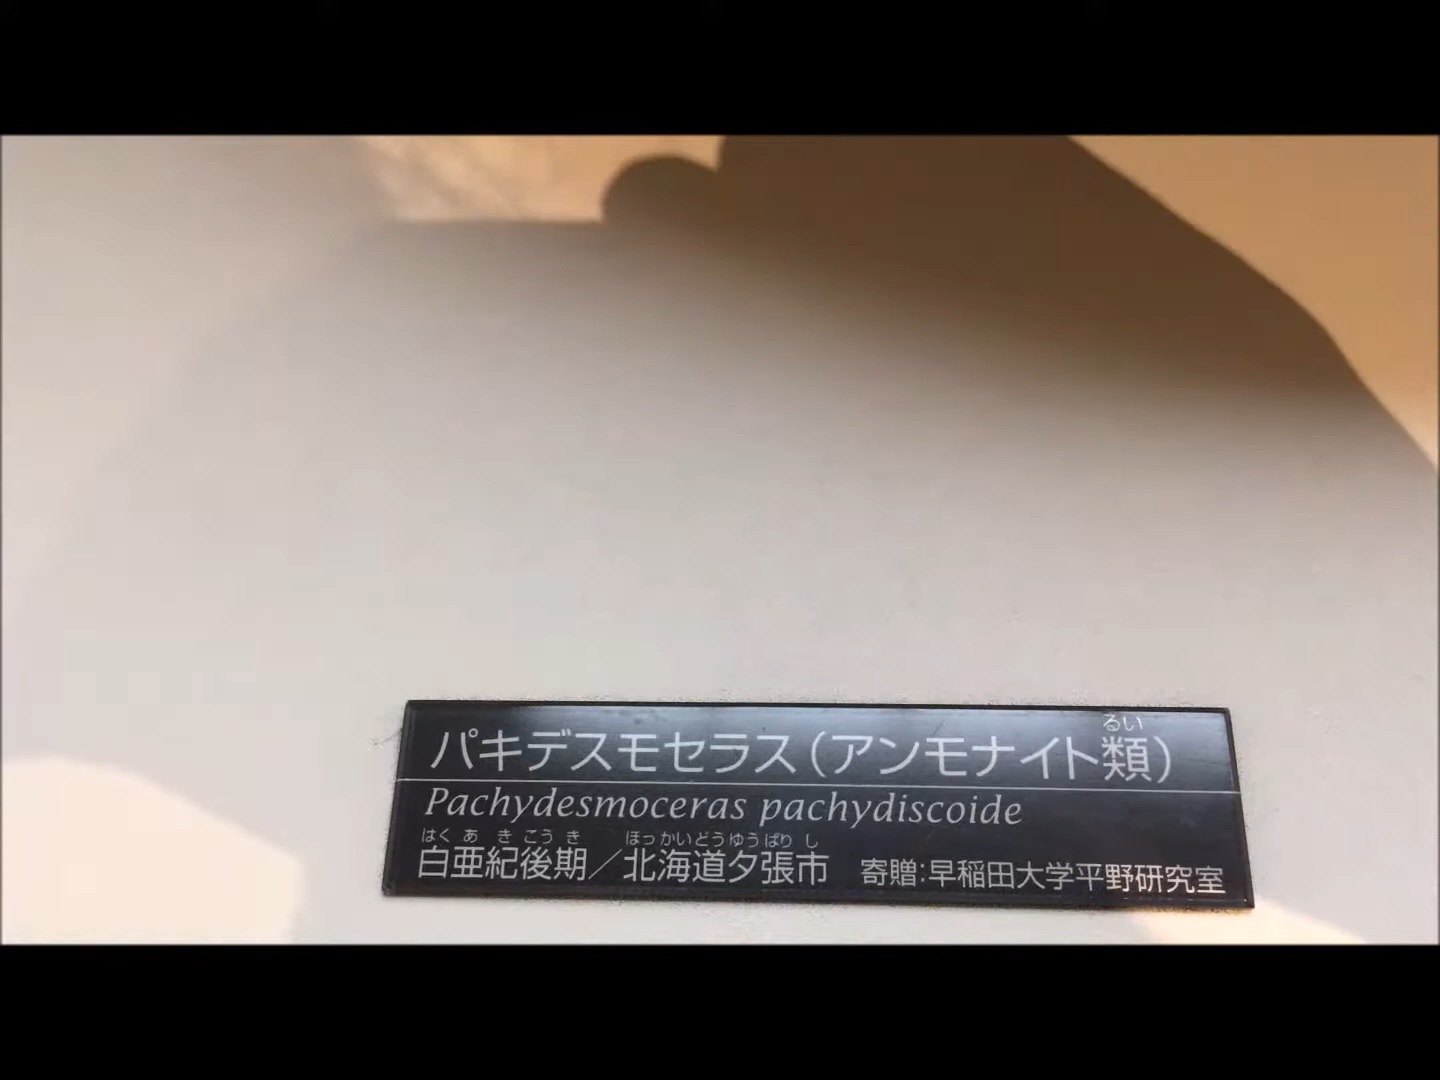 るい
パキデスモセラス(アンモナイト類)
Pachydesmoceras pachydiscoide
はく あ き こう き ほっ かい どう ゆう ばり し
白亜紀後期/北海道夕張市 寄贈:早稲田大学平野研究室